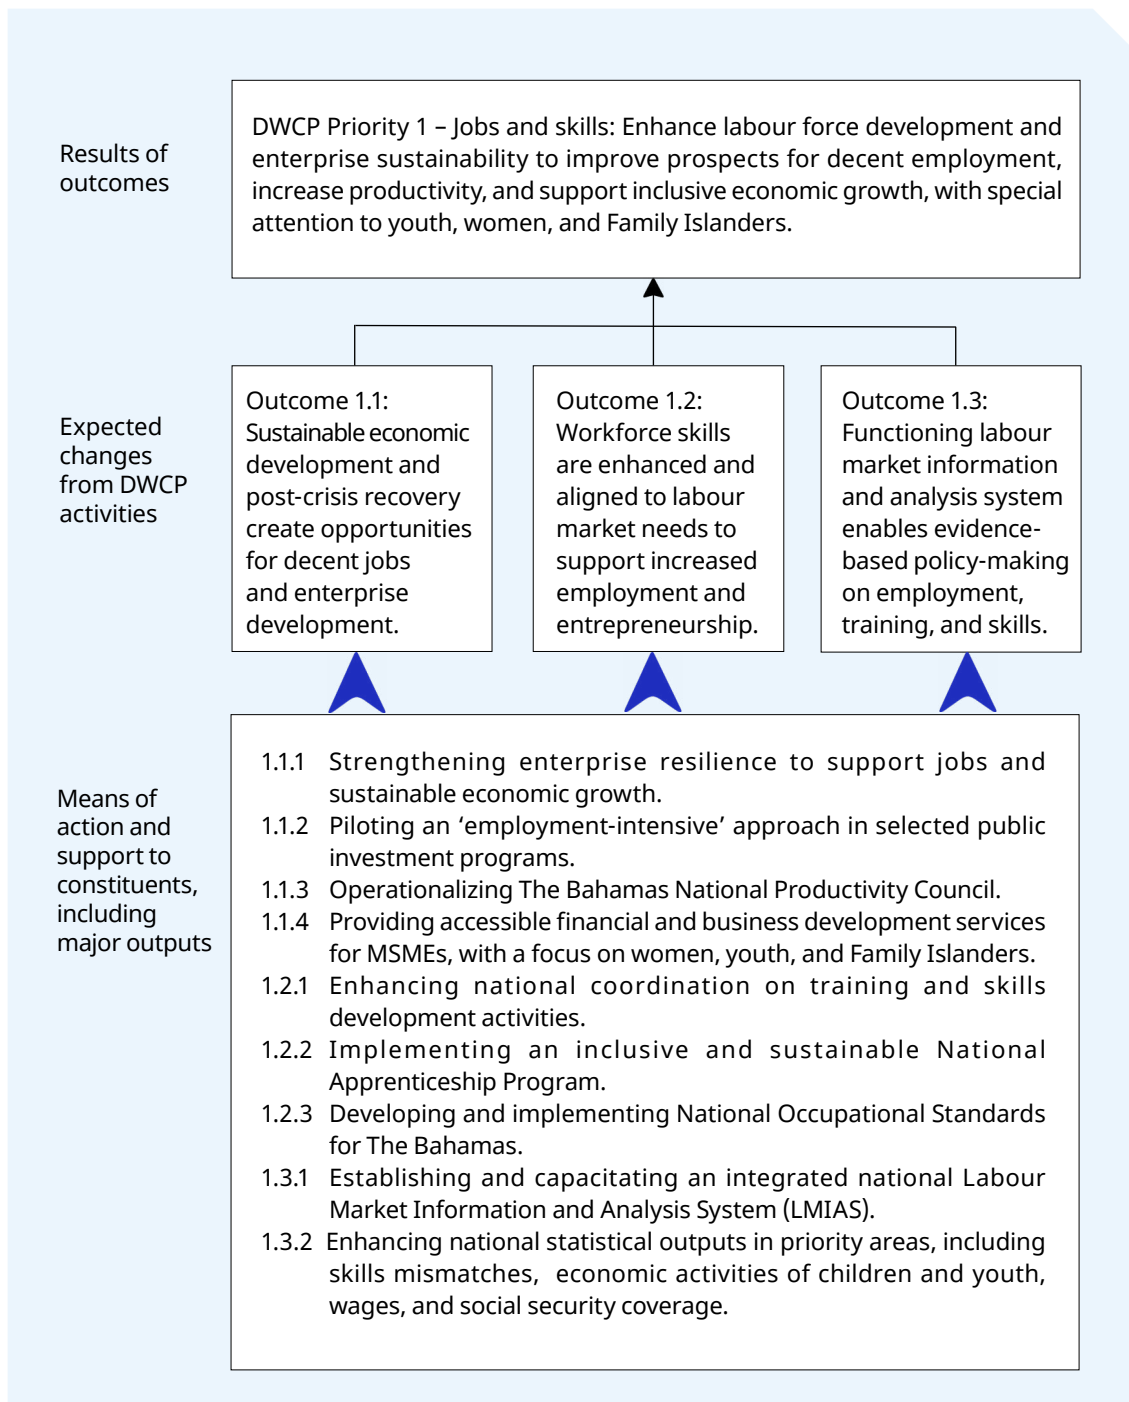 Results of
outcomes
DWCP Priority 1 – Jobs and skills: Enhance labour force development and
enterprise sustainability to improve prospects for decent employment,
increase productivity, and support inclusive economic growth, with special
attention to youth, women, and Family Islanders.
Expected
changes
from DWCP
activities
Outcome 1.1:
Sustainable economic
development and
post-crisis recovery
create opportunities
for decent jobs
and enterprise
development.
Outcome 1.2:
Workforce skills
are enhanced and
aligned to labour
market needs to
support increased
employment and
entrepreneurship.
Outcome 1.3:
Functioning labour
market information
and analysis system
enables evidence-
based policy-making
on employment,
training, and skills.
Means of
action and
support to
constituents,
including
major outputs
1.1.1 Strengthening enterprise resilience to support jobs and
sustainable economic growth.
1.1.2 Piloting an ‘employment-intensive’ approach in selected public
investment programs.
1.1.3 Operationalizing The Bahamas National Productivity Council.
1.1.4 Providing accessible financial and business development services
for MSMEs, with a focus on women, youth, and Family Islanders.
1.2.1 Enhancing national coordination on training and skills
development activities.
1.2.2 Implementing an inclusive and sustainable National
Apprenticeship Program.
1.2.3 Developing and implementing National Occupational Standards
for The Bahamas.
1.3.1 Establishing and capacitating an integrated national Labour
Market Information and Analysis System (LMIAS).
1.3.2 Enhancing national statistical outputs in priority areas, including
skills mismatches, economic activities of children and youth,
wages, and social security coverage.